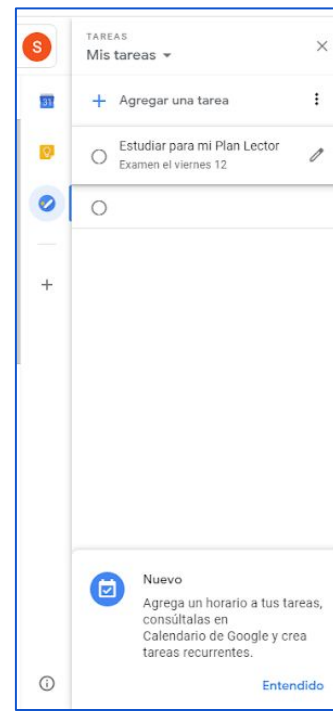 S
TAREAS
Mis tareas
31
Agregar una tarea
Estudiar para mi Plan Lector
Examen el viernes 12
Nuevo
Agrega un horario a tus tareas,
consúltalas en
Calendario de Google y crea
tareas recurrentes.
Entendido